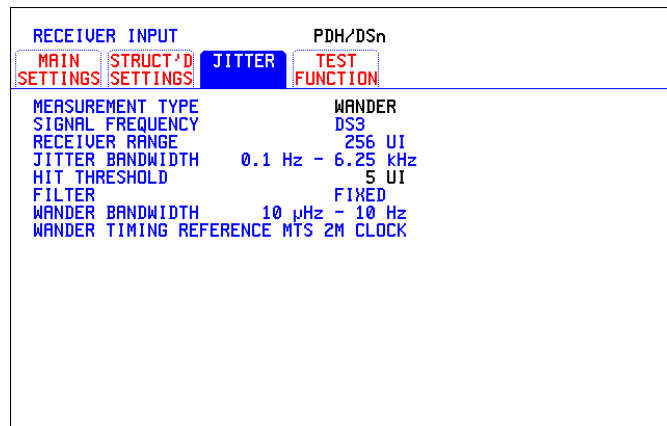 RECEIVER INPUT PDH/DSn
MAIN SETTINGS STRUCT'D SETTINGS JITTER TEST FUNCTION
MEASUREMENT TYPE WANDER
SIGNAL FREQUENCY DS3
RECEIVER RANGE 256 UI
JITTER BANDWIDTH 0.1 Hz - 6.25 kHz
HIT THRESHOLD 5 UI
FILTER FIXED
WANDER BANDWIDTH 10 µHz - 10 Hz
WANDER TIMING REFERENCE MTS 2M CLOCK